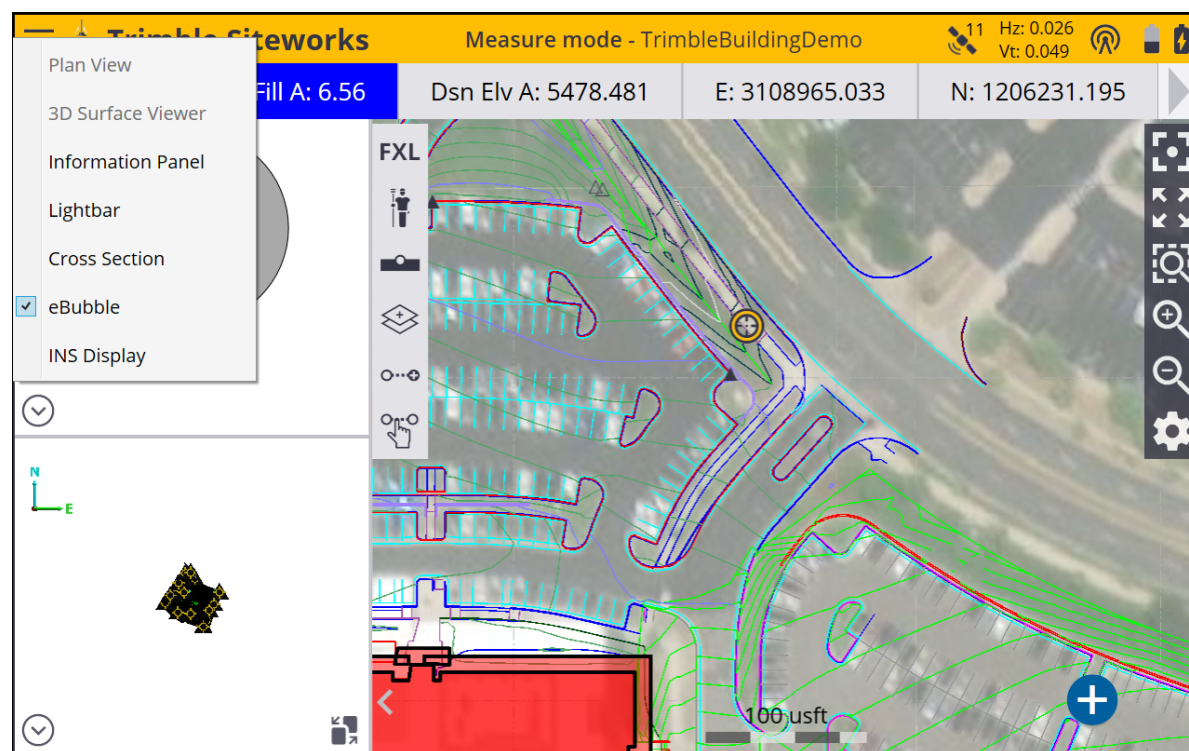 Trimble Siteworks
Measure mode - TrimbleBuildingDemo
11
Hz: 0.026
Vt: 0.049
Plan View
3D Surface Viewer
Information Panel
Lightbar
Cross Section
eBubble
INS Display
Fill A: 6.56
Dsn Elv A: 5478.481
E: 3108965.033
N: 1206231.195
FXL
N
E
100 usft